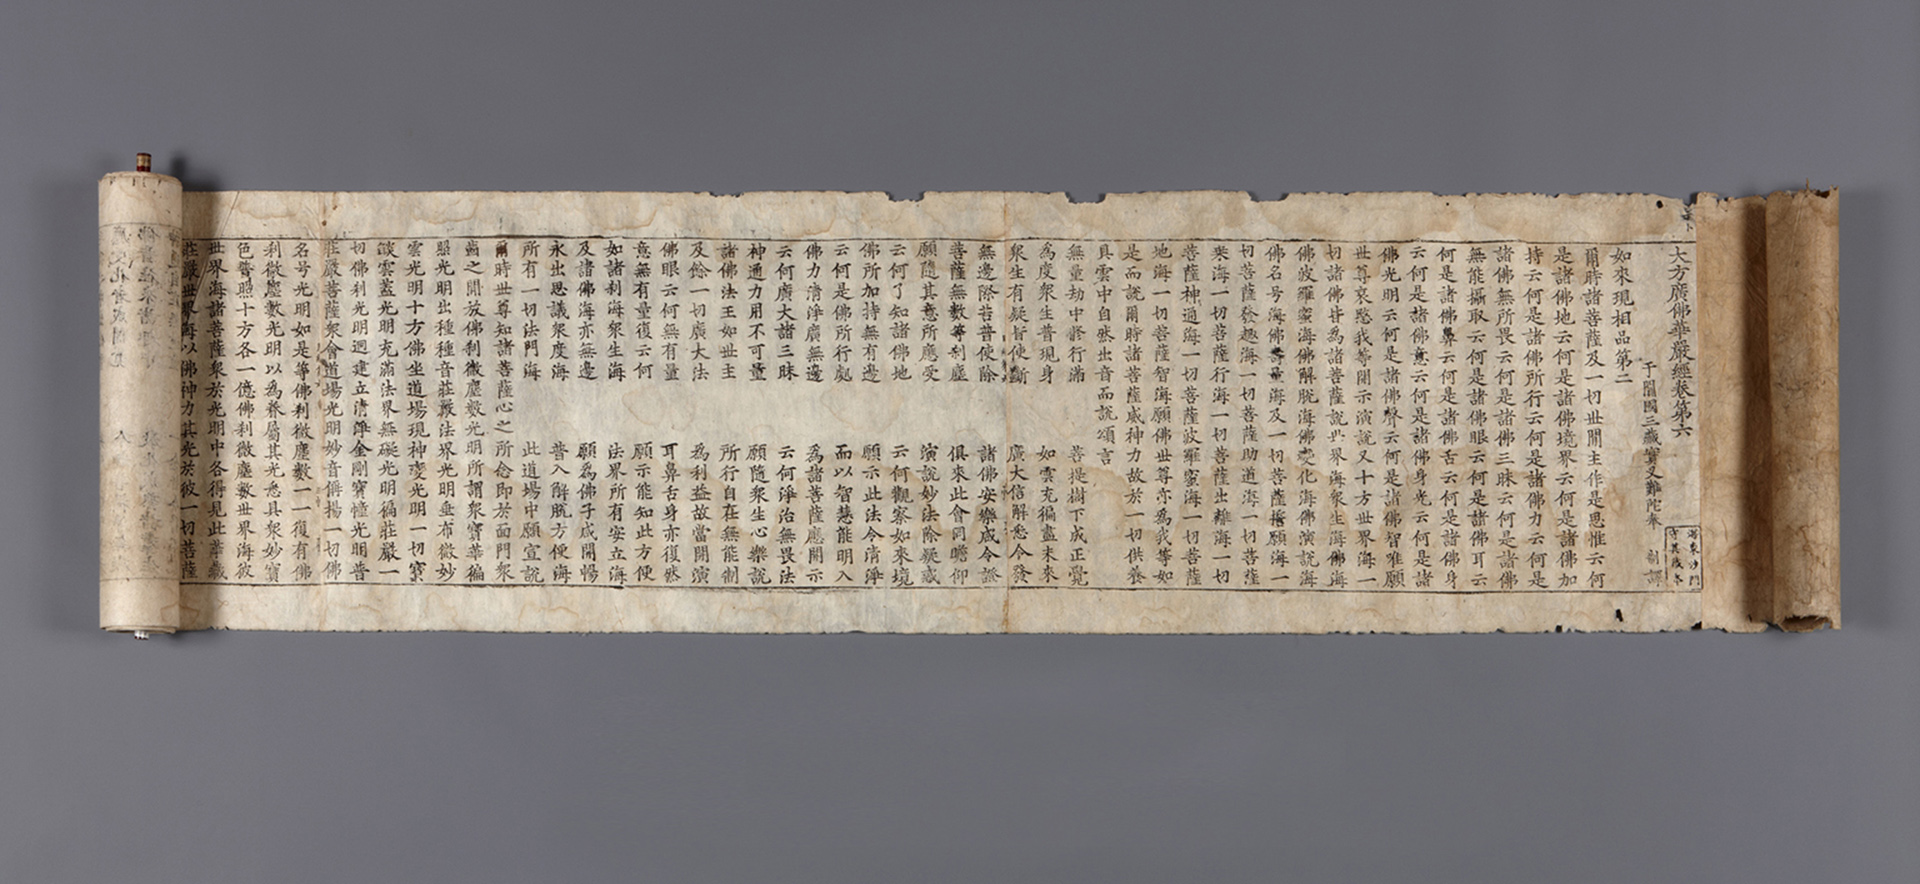 大方廣佛華嚴經卷第六
海東沙門
守其藏本
于闐國三藏實叉難陁奉 制譯
如來現相品第二
爾時諸菩薩及一切世間主作是思惟云何
是諸佛地云何是諸佛境界云何是諸佛加
持云何是諸佛所行云何是諸佛力云何是
諸佛無所畏云何是諸佛三昧云何是諸佛
無能攝取云何是諸佛眼云何是諸佛耳云
何是諸佛鼻云何是諸佛舌云何是諸佛身
云何是諸佛意云何是諸佛身光云何是諸
佛光明云何是諸佛聲云何是諸佛智唯願
世尊哀愍我等開示演說又十方世界海一
切諸佛皆為諸菩薩說世界海衆生海佛海
佛波羅蜜海佛解脫海佛變化海佛演說海
佛名号海佛壽量海及一切菩薩誓願海一
切菩薩發趣海一切菩薩助道海一切菩薩
乘海一切菩薩行海一切菩薩出離海一切
菩薩神通海一切菩薩波羅蜜海一切菩薩
地海一切菩薩智海願佛世尊亦為我等如
是而說爾時諸菩薩威神力故於一切供養
具雲中自然出音而說頌言
無量劫中修行滿 菩提樹下成正覺
為度衆生普現身 如雲充徧盡未來
衆生有疑皆使斷 廣大信解悉令發
無邊際苦普使除 諸佛安樂咸令證
菩薩無數等刹塵 俱來此會同瞻仰
願隨其意所應受 演說妙法除疑惑
云何了知諸佛地 云何觀察如來境
佛所加持無有邊 願示此法令清淨
云何是佛所行處 而以智慧能明入
佛力清淨廣無邊 為諸菩薩應開示
云何廣大諸三昧 云何淨治無畏法
神通力用不可量 願隨衆生心樂說
諸佛法王如世主 所行自在無能制
及餘一切廣大法 為利益故當開演
佛眼云何無有量 耳鼻舌身亦復然
意無有量復云何 願示能知此方便
如諸刹海衆生海 法界所有安立海
及諸佛海亦無邊 願為佛子咸開暢
永出思議衆度海 普入解脫方便海
所有一切法門海 此道場中願宣說
爾時世尊知諸菩薩心之所念即於面門衆
齒之間放佛刹微塵數光明所謂衆寶華徧
照光明出種種音莊嚴法界光明垂布微妙
雲光明十方佛坐道場現神變光明一切寶
燄雲蓋光明充滿法界無礙光明徧莊嚴一
切佛刹光明迥建立清淨金剛寶幢光明普
莊嚴菩薩衆會道場光明妙音稱揚一切佛
名号光明如是等佛刹微塵數一一復有佛
刹微塵數光明以為眷屬其光悉具衆妙寶
色普照十方各一億佛刹微塵數世界海彼
世界海諸菩薩衆於光明中各得見此華藏
莊嚴世界海以佛神力其光於彼一切菩薩